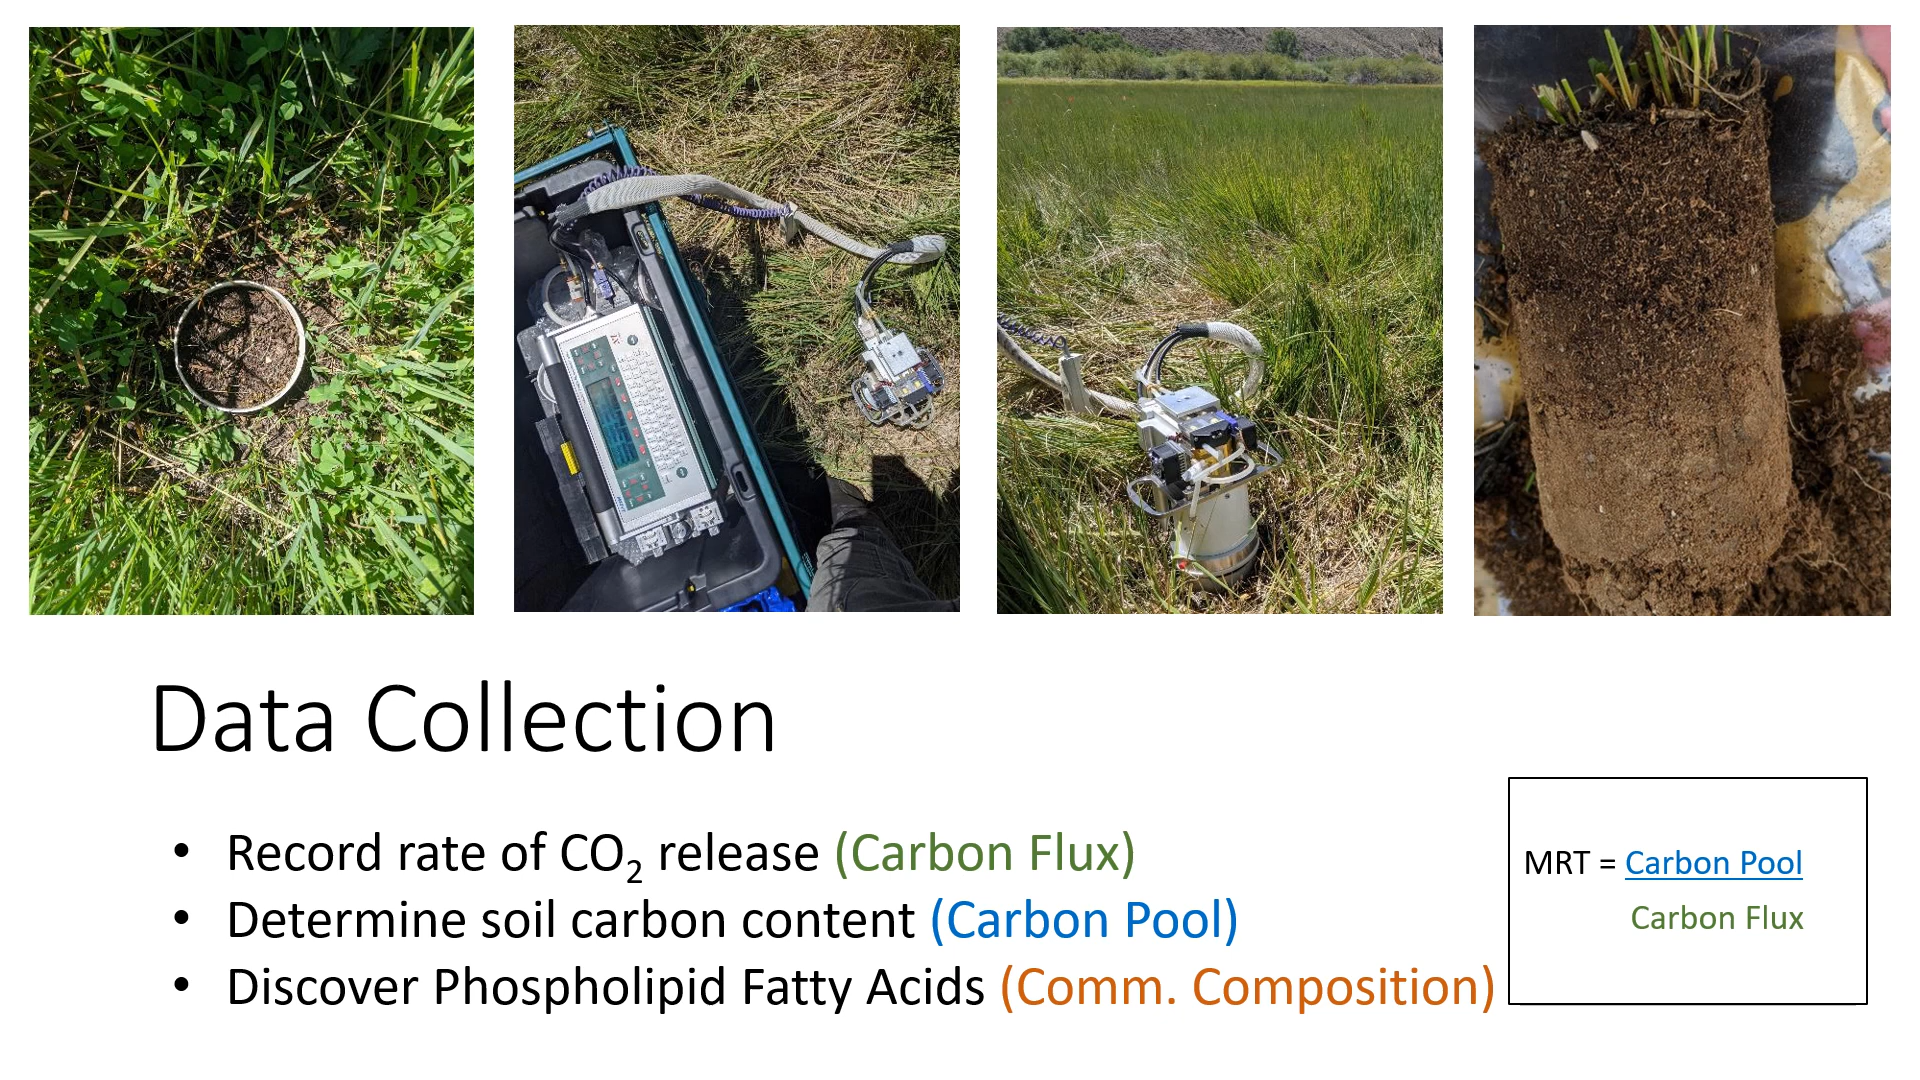 Data Collection
• Record rate of CO₂ release (Carbon Flux)
• Determine soil carbon content (Carbon Pool)
• Discover Phospholipid Fatty Acids (Comm. Composition)
MRT = Carbon Pool
Carbon Flux